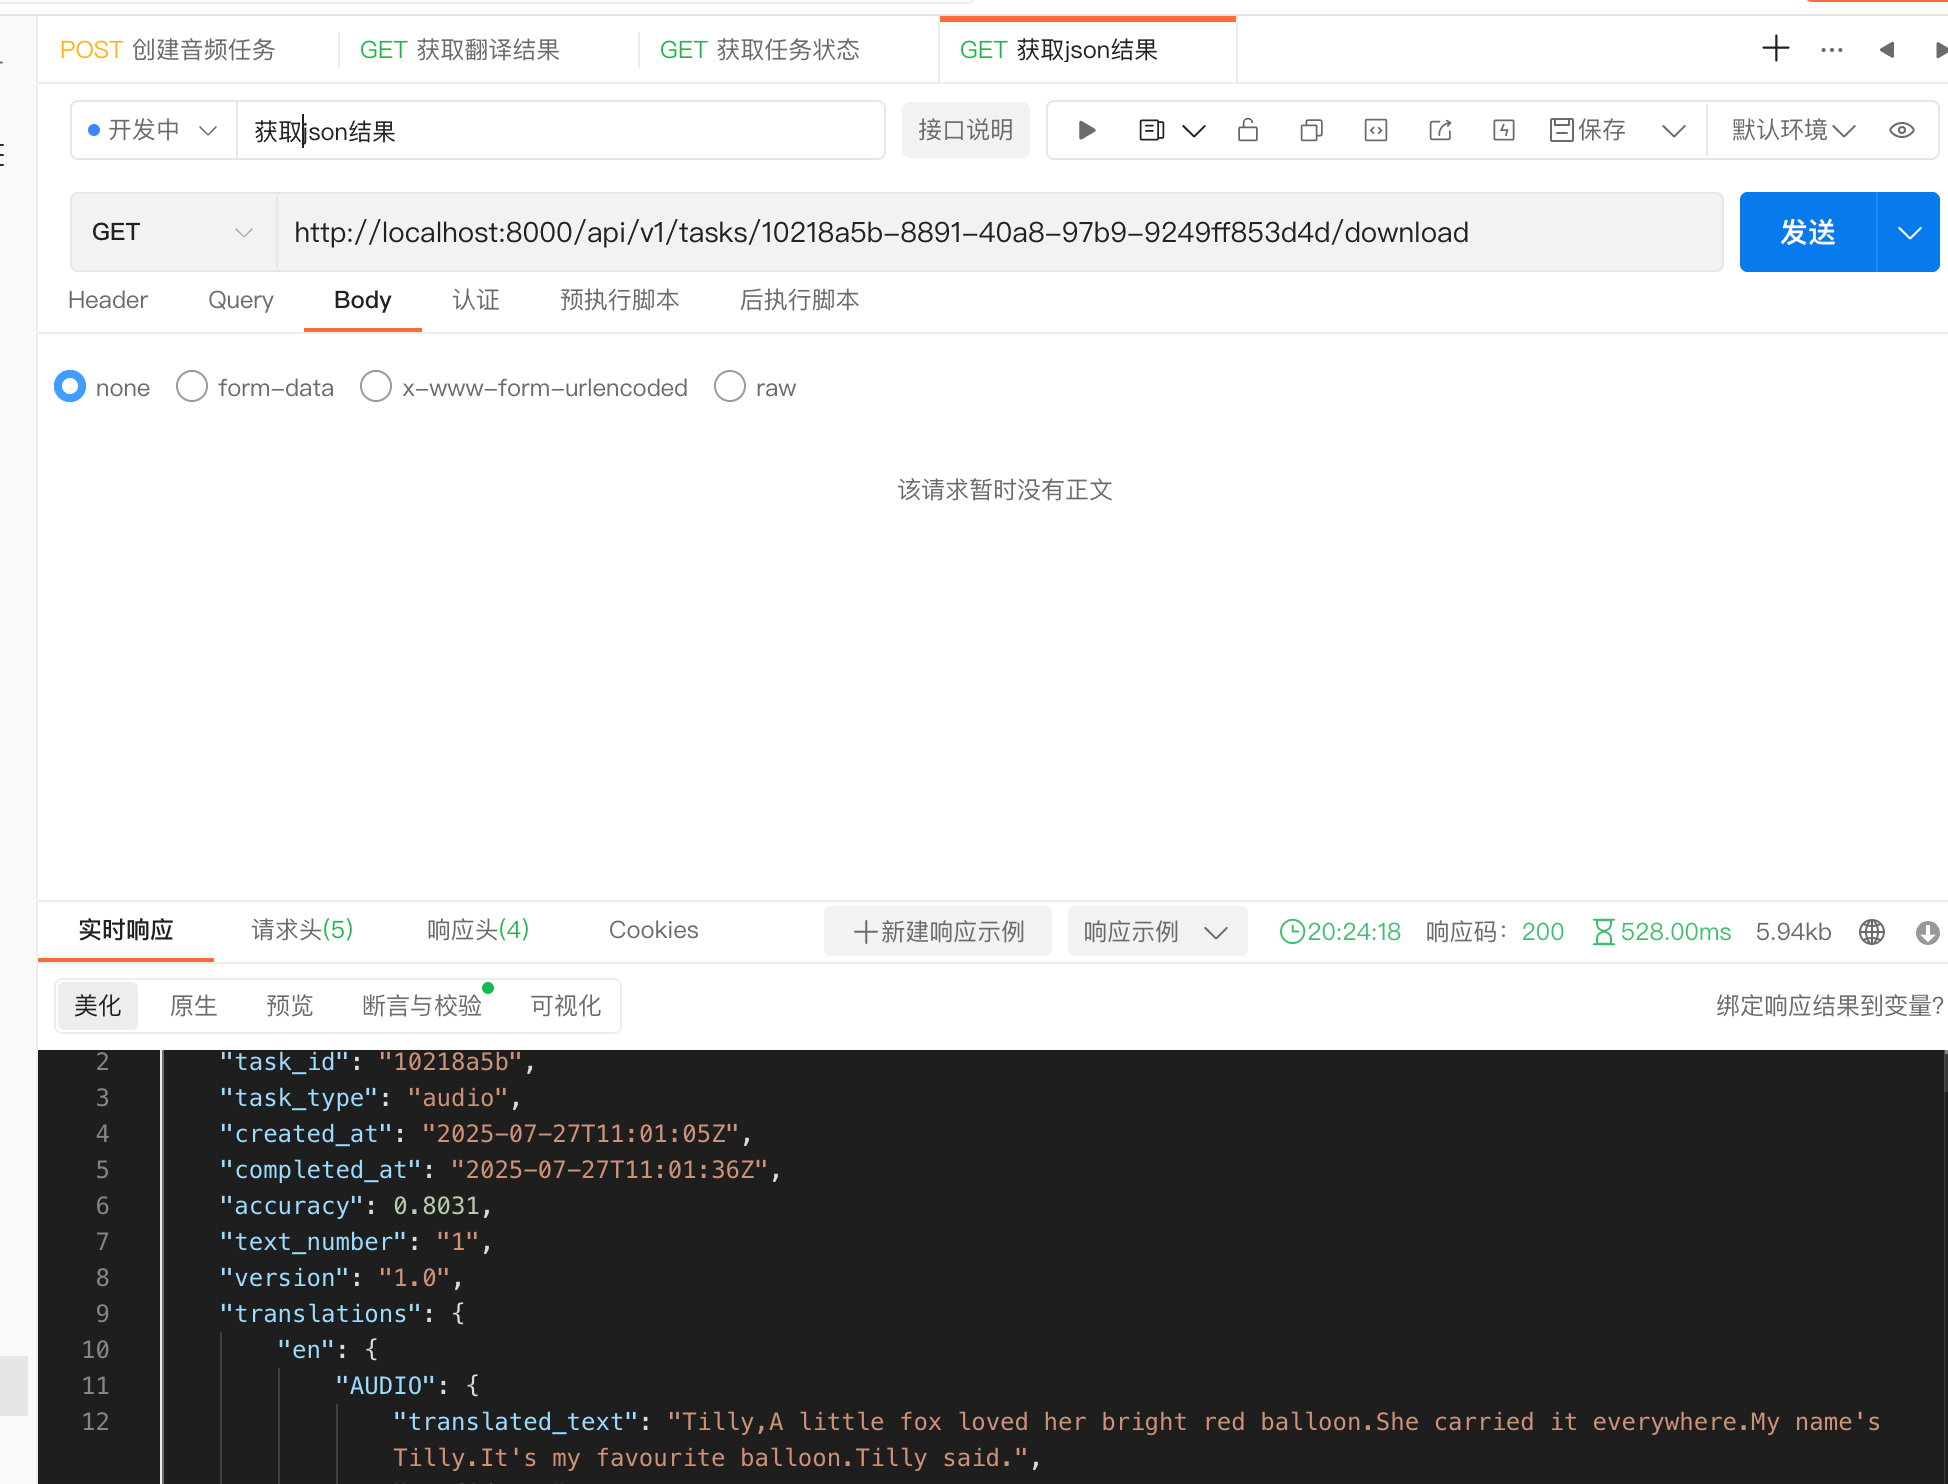 POST 创建音频任务 GET 获取翻译结果 GET 获取任务状态 GET 获取json结果
开发中 获取json结果 接口说明 保存 默认环境
GET http://localhost:8000/api/v1/tasks/10218a5b-8891-40a8-97b9-9249ff853d4d/download 发送
Header Query Body 认证 预执行脚本 后执行脚本
none form-data x-www-form-urlencoded raw
该请求暂时没有正文
实时响应 请求头(5) 响应头(4) Cookies 新建响应示例 响应示例 20:24:18 响应码: 200 528.00ms 5.94kb
美化 原生 预览 断言与校验 可视化 绑定响应结果到变量?
2 "task_id": "10218a5b",
3 "task_type": "audio",
4 "created_at": "2025-07-27T11:01:05Z",
5 "completed_at": "2025-07-27T11:01:36Z",
6 "accuracy": 0.8031,
7 "text_number": "1",
8 "version": "1.0",
9 "translations": {
10 "en": {
11 "AUDIO": {
12 "translated_text": "Tilly,A little fox loved her bright red balloon.She carried it everywhere.My name's
Tilly.It's my favourite balloon.Tilly said.",